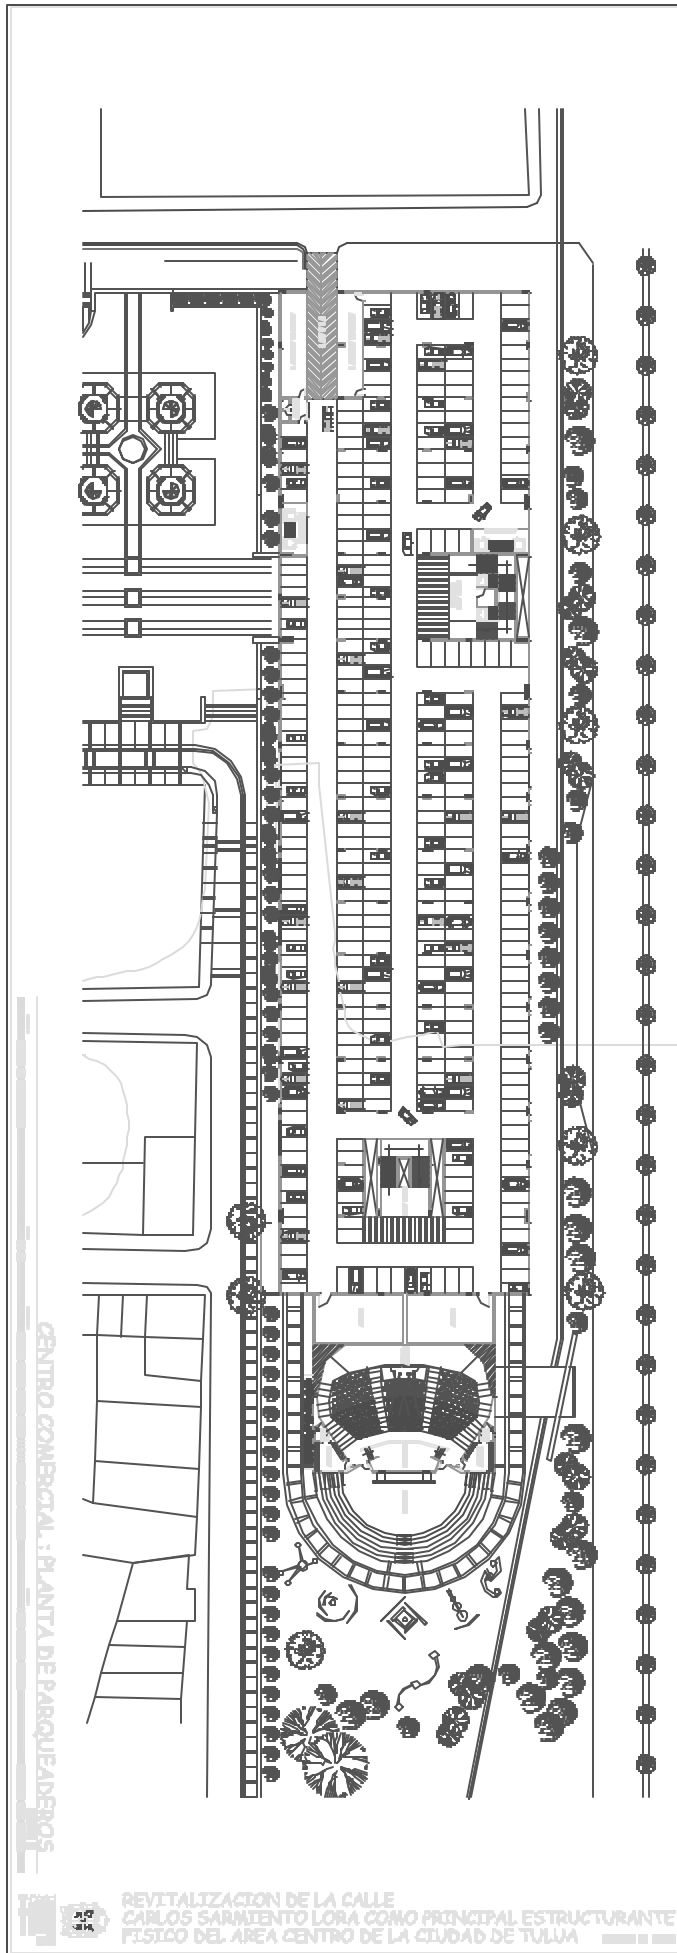 CENTRO COMERCIAL : PLANTA DE PARQUEADEROS
REVITALIZACION DE LA CALLE
CARLOS SARMIENTO LORA COMO PRINCIPAL ESTRUCTURANTE
FISICO DEL AREA CENTRO DE LA CIUDAD DE TULUA